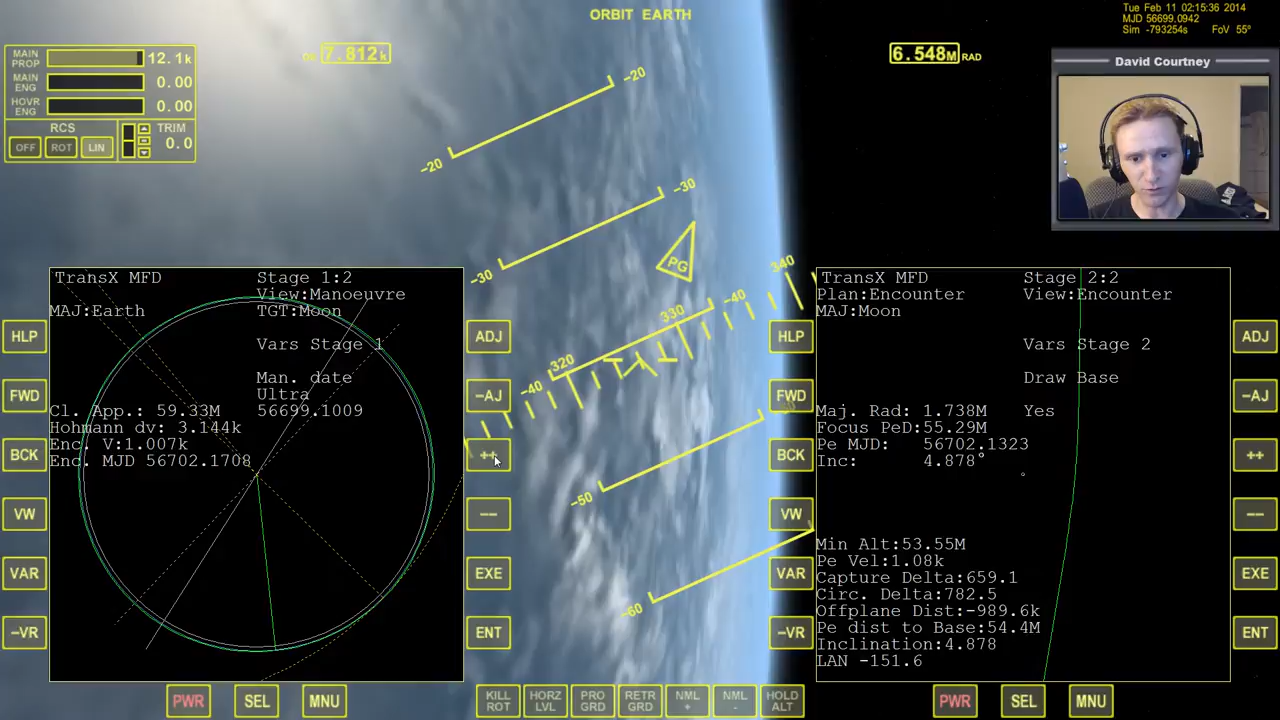 ORBIT EARTH
Tue Feb 11 02:15:36 2014
MJD 56699.0942
Sim -793254s FoV 55°
MAIN PROP 12.1k
MAIN ENG 0.00
HOVR ENG 0.00
RCS
TRIM
0.0
OFF ROT LIN
7.812k
6.548M RAD
David Courtney
-20 -20
-30 -30
PG
-40 -40
320 330 340
-50
-60 
TransX MFD Stage 1:2
View:Manoeuvre
MAJ:Earth TGT:Moon
Vars Stage 1
Man. date
Ultra
Cl. App.: 59.33M 56699.1009
Hohmann dv: 3.144k
Enc. V:1.007k
Enc. MJD 56702.1708
HLP
FWD
BCK
VW
VAR
-VR
ADJ
-AJ
++
--
EXE
ENT
PWR SEL MNU
KILL ROT
HORZ LVL
PRO GRD
RETR GRD
NML +
NML -
HOLD ALT
TransX MFD Stage 2:2
Plan:Encounter View:Encounter
MAJ:Moon
Vars Stage 2
Draw Base
Maj. Rad: 1.738M Yes
Focus PeD:55.29M
Pe MJD: 56702.1323
Inc: 4.878°
Min Alt:53.55M
Pe Vel:1.08k
Capture Delta:659.1
Circ. Delta:782.5
Offplane Dist:-989.6k
Pe dist to Base:54.4M
Inclination:4.878
LAN -151.6
HLP
FWD
BCK
VW
VAR
-VR
ADJ
-AJ
++
--
EXE
ENT
PWR SEL MNU